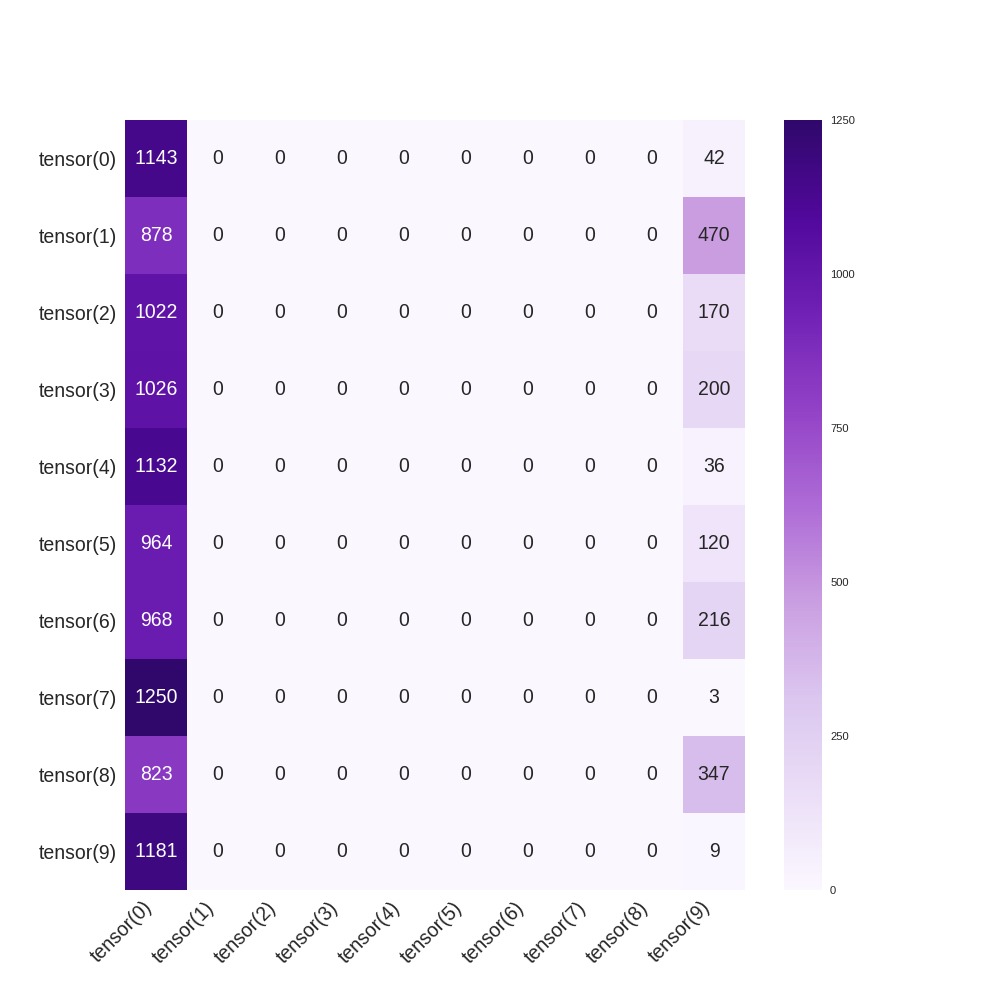 1250
tensor(0) 1143 0 0 0 0 0 0 0 0 42
tensor(1) 878 0 0 0 0 0 0 0 0 470
1000
tensor(2) 1022 0 0 0 0 0 0 0 0 170
tensor(3) 1026 0 0 0 0 0 0 0 0 200
750
tensor(4) 1132 0 0 0 0 0 0 0 0 36
tensor(5) 964 0 0 0 0 0 0 0 0 120
500
tensor(6) 968 0 0 0 0 0 0 0 0 216
tensor(7) 1250 0 0 0 0 0 0 0 0 3
250
tensor(8) 823 0 0 0 0 0 0 0 0 347
tensor(9) 1181 0 0 0 0 0 0 0 0 9
0
tensor(0) tensor(1) tensor(2) tensor(3) tensor(4) tensor(5) tensor(6) tensor(7) tensor(8) tensor(9)